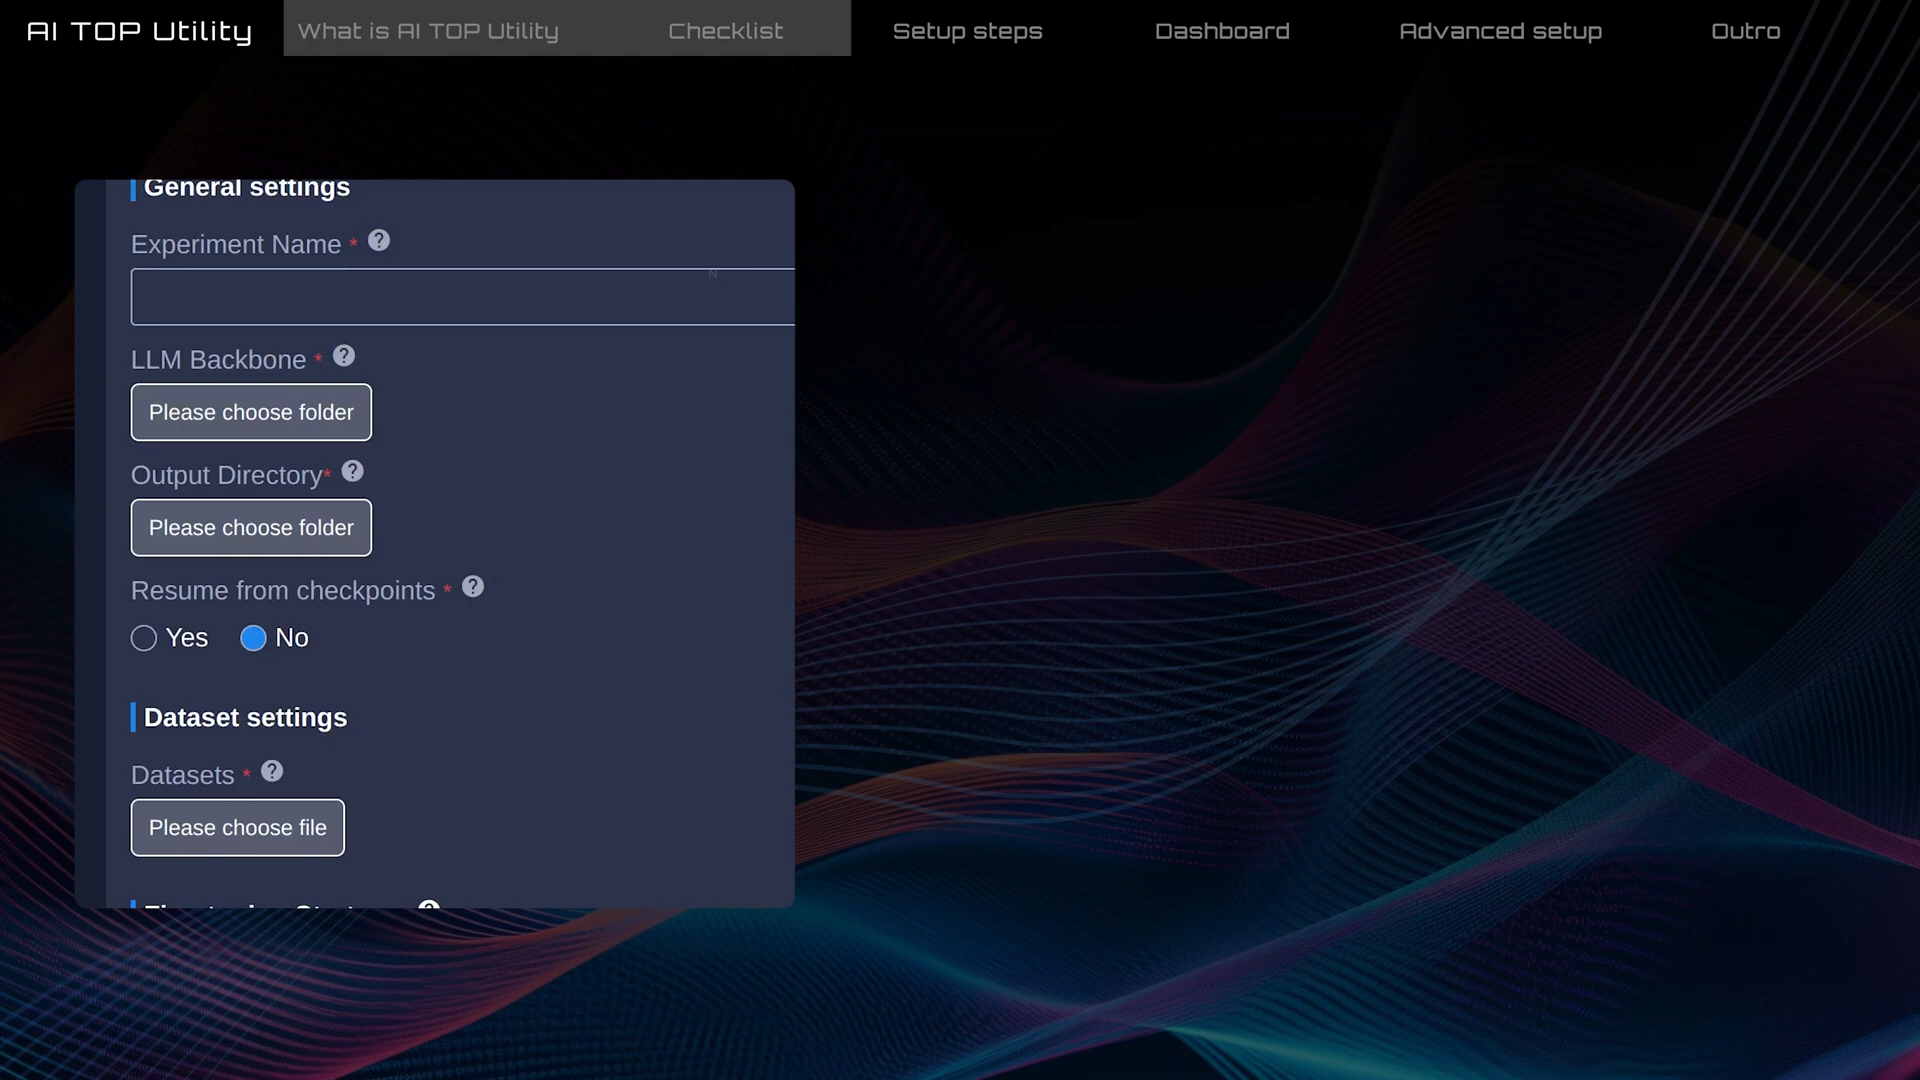 AI TOP Utility
What is AI TOP Utility
Checklist
Setup steps
Dashboard
Advanced setup
Outro
General settings
Experiment Name * ?
LLM Backbone * ?
Please choose folder
Output Directory* ?
Please choose folder
Resume from checkpoints * ?
Yes No
Dataset settings
Datasets * ?
Please choose file